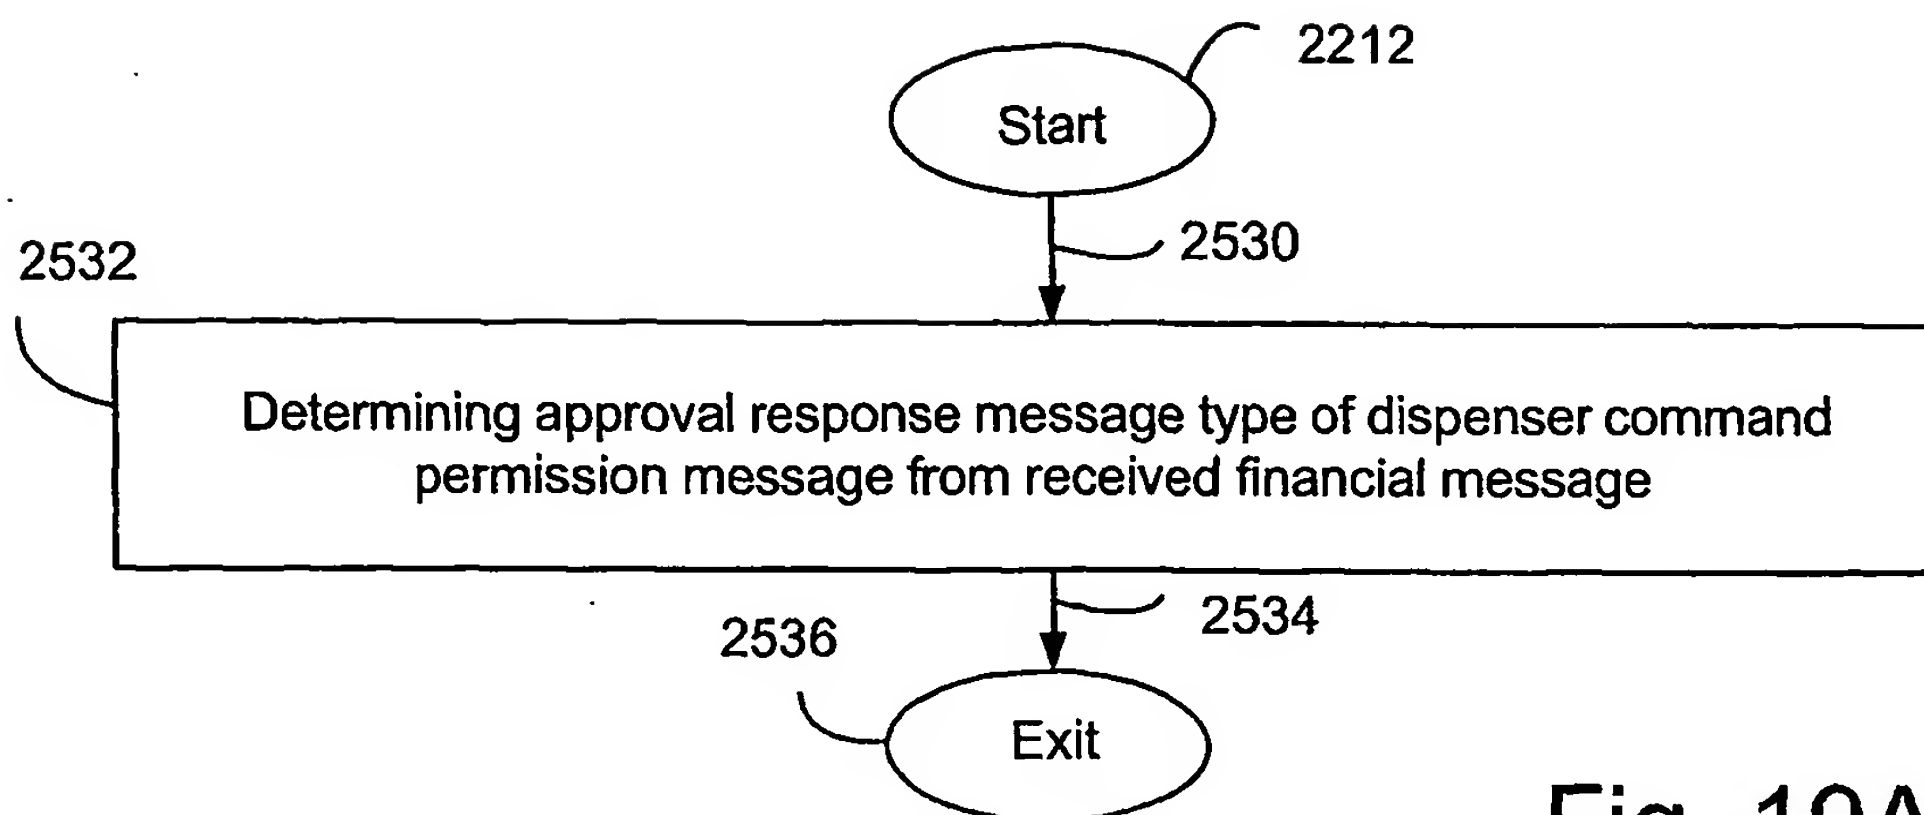 2212
Start
2530
2532
Determining approval response message type of dispenser command
permission message from received financial message
2534
2536
Exit